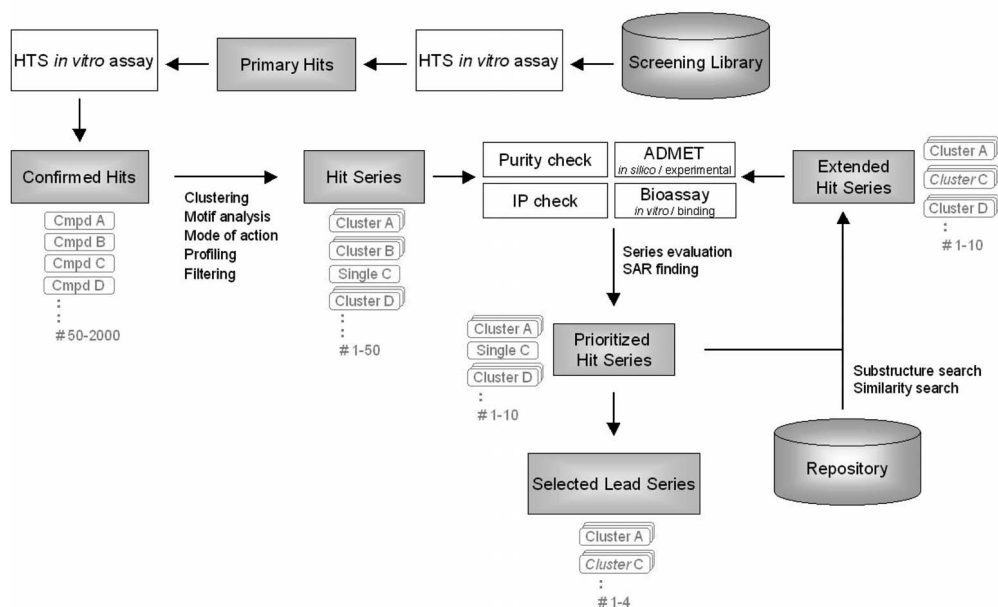 HTS in vitro assay
Primary Hits
HTS in vitro assay
Screening Library
Confirmed Hits
Cmpd A
Cmpd B
Cmpd C
Cmpd D
:
:
#50-2000
Clustering
Motif analysis
Mode of action
Profiling
Filtering
Hit Series
Cluster A
Cluster B
Single C
Cluster D
:
:
#1-50
Purity check
ADMET
in silico / experimental
IP check
Bioassay
in vitro / binding
Extended
Hit Series
Cluster A
Cluster C
Cluster D
:
#1-10
Series evaluation
SAR finding
Cluster A
Single C
Cluster D
:
#1-10
Prioritized
Hit Series
Substructure search
Similarity search
Repository
Selected Lead Series
Cluster A
Cluster C
:
#1-4